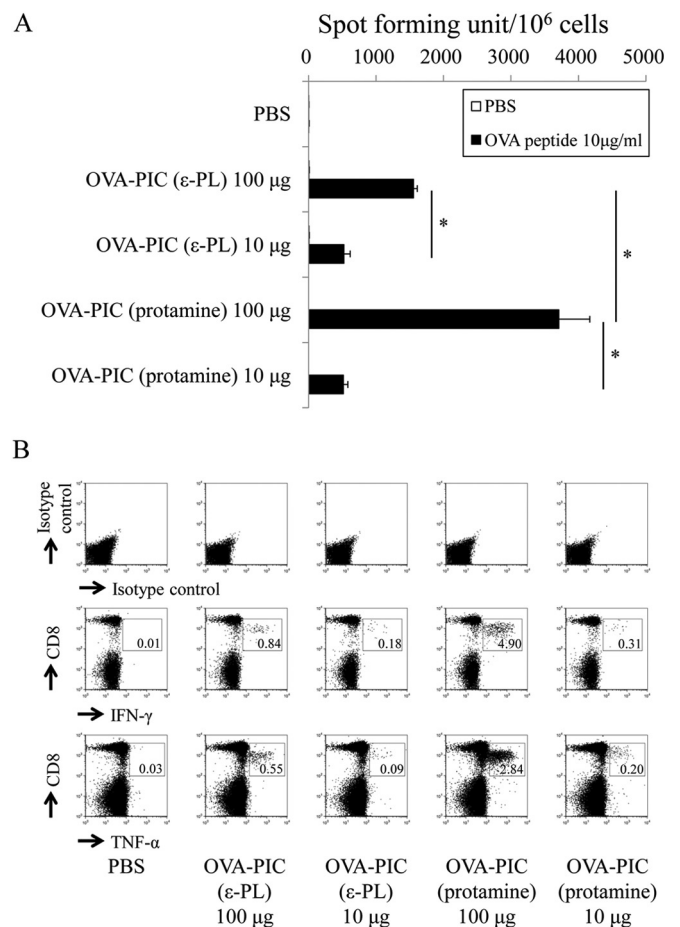 A
Spot forming unit/10⁶ cells
0 1000 2000 3000 4000 5000
PBS
OVA peptide 10μg/ml
PBS
OVA-PIC (ε-PL) 100 μg
*
OVA-PIC (ε-PL) 10 μg
*
OVA-PIC (protamine) 100 μg
*
OVA-PIC (protamine) 10 μg
B
Isotype
control
Isotype control
CD8
0.01 0.84 0.18 4.90 0.31
IFN-γ
CD8
0.03 0.55 0.09 2.84 0.20
TNF-α
PBS
OVA-PIC
(ε-PL)
100 μg
OVA-PIC
(ε-PL)
10 μg
OVA-PIC
(protamine)
100 μg
OVA-PIC
(protamine)
10 μg